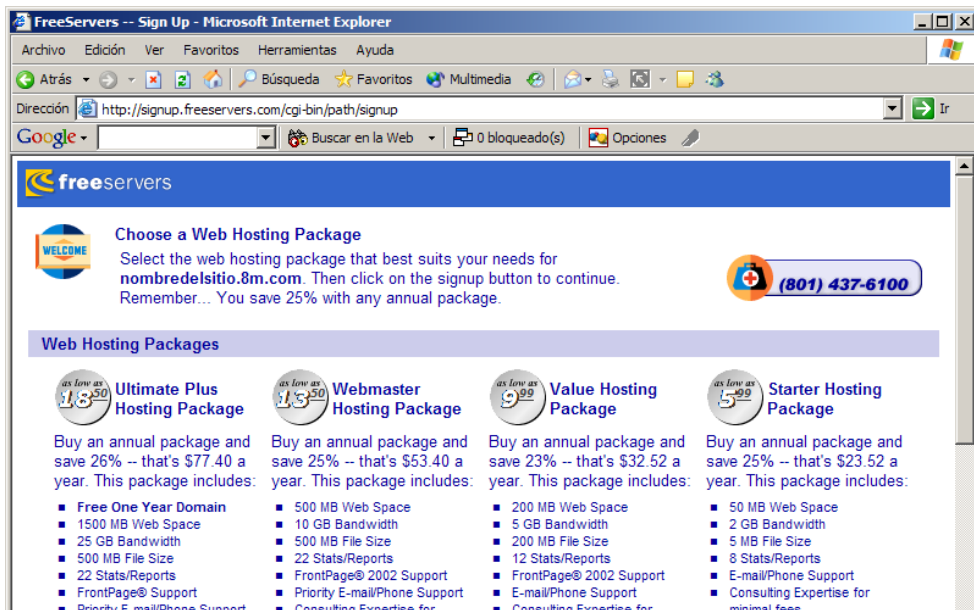 FreeServers -- Sign Up - Microsoft Internet Explorer
Archivo Edición Ver Favoritos Herramientas Ayuda
Atrás Búsqueda Favoritos Multimedia
Dirección http://signup.freeservers.com/cgi-bin/path/signup Ir
Google Buscar en la Web 0 bloqueado(s) Opciones
freeservers
WELCOME
Choose a Web Hosting Package
Select the web hosting package that best suits your needs for
nombredelsitio.8m.com. Then click on the signup button to continue.
Remember... You save 25% with any annual package.
(801) 437-6100
Web Hosting Packages
as low as
18.50
Ultimate Plus
Hosting Package
Buy an annual package and
save 26% -- that's $77.40 a
year. This package includes:
Free One Year Domain
1500 MB Web Space
25 GB Bandwidth
500 MB File Size
22 Stats/Reports
FrontPage® Support
Priority E-mail/Phone Support
as low as
13.50
Webmaster
Hosting Package
Buy an annual package and
save 25% -- that's $53.40 a
year. This package includes:
500 MB Web Space
10 GB Bandwidth
500 MB File Size
22 Stats/Reports
FrontPage® 2002 Support
Priority E-mail/Phone Support
Consulting Expertise for
as low as
9.99
Value Hosting
Package
Buy an annual package and
save 23% -- that's $32.52 a
year. This package includes:
200 MB Web Space
5 GB Bandwidth
200 MB File Size
12 Stats/Reports
FrontPage® 2002 Support
E-mail/Phone Support
Consulting Expertise for
as low as
5.99
Starter Hosting
Package
Buy an annual package and
save 25% -- that's $23.52 a
year. This package includes:
50 MB Web Space
2 GB Bandwidth
5 MB File Size
8 Stats/Reports
E-mail/Phone Support
Consulting Expertise for
minimal fees